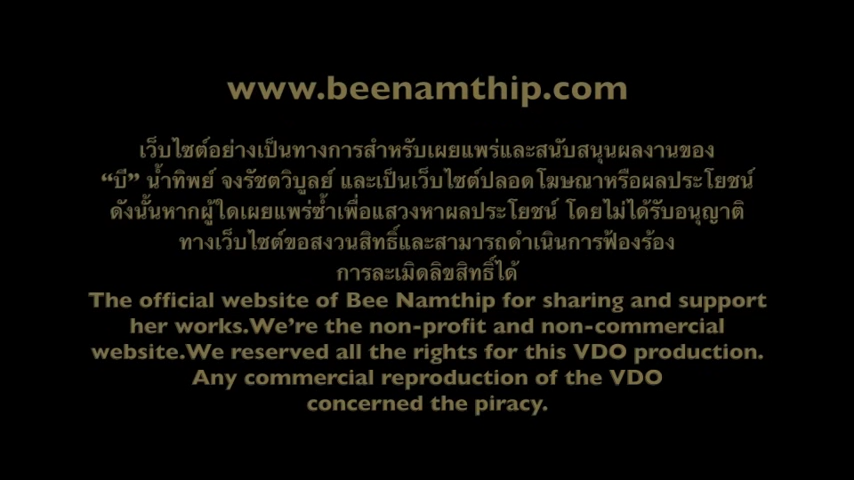 www.beenamthip.com
เว็บไซต์อย่างเป็นทางการสำหรับเผยแพร่และสนับสนุนผลงานของ
“บี” น้ำทิพย์ จงรัชตวิบูลย์ และเป็นเว็บไซต์ปลอดโฆษณาหรือผลประโยชน์
ดังนั้นหากผู้ใดเผยแพร่ซ้ำเพื่อแสวงหาผลประโยชน์ โดยไม่ได้รับอนุญาติ
ทางเว็บไซต์ขอสงวนสิทธิ์และสามารถดำเนินการฟ้องร้อง
การละเมิดลิขสิทธิ์ได้
The official website of Bee Namthip for sharing and support
her works.We’re the non-profit and non-commercial
website.We reserved all the rights for this VDO production.
Any commercial reproduction of the VDO
concerned the piracy.